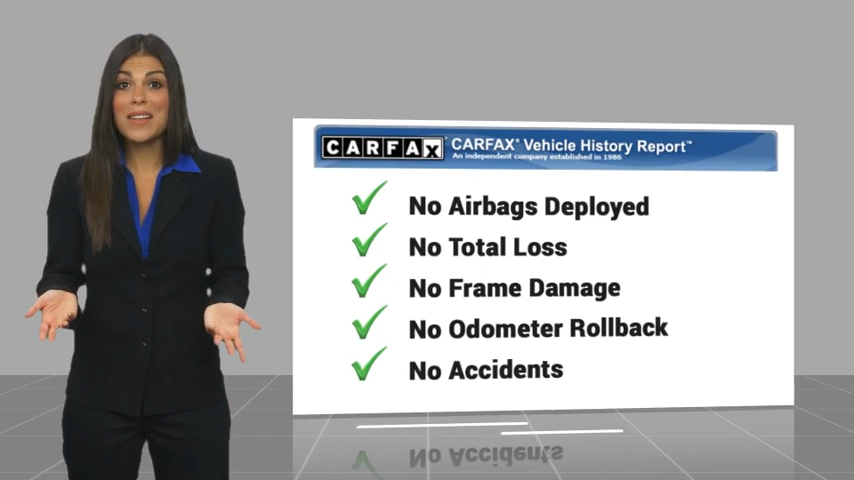 CARFAX CARFAX® Vehicle History Report™
An independent company established in 1986
No Airbags Deployed
No Total Loss
No Frame Damage
No Odometer Rollback
No Accidents
No Accidents